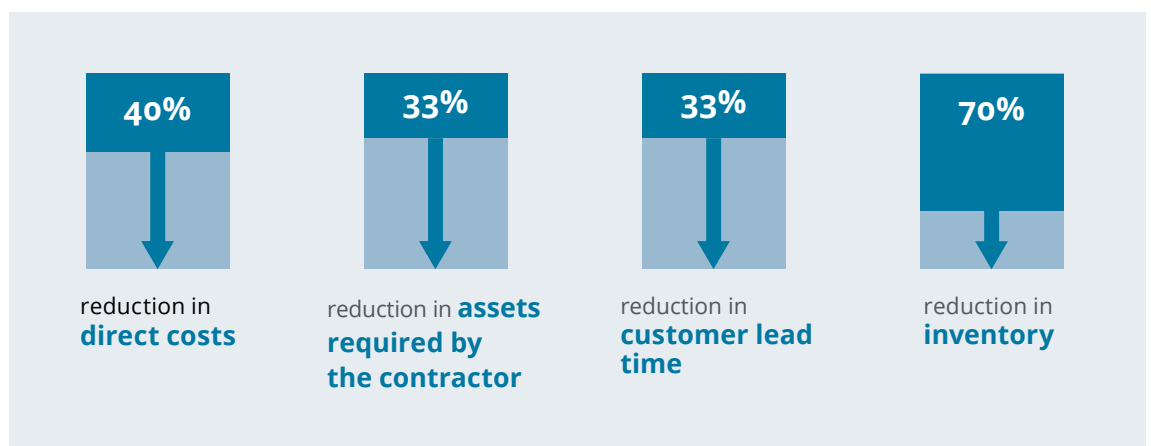 40%
33%
33%
70%
reduction in
direct costs
reduction in assets
required by
the contractor
reduction in
customer lead
time
reduction in
inventory